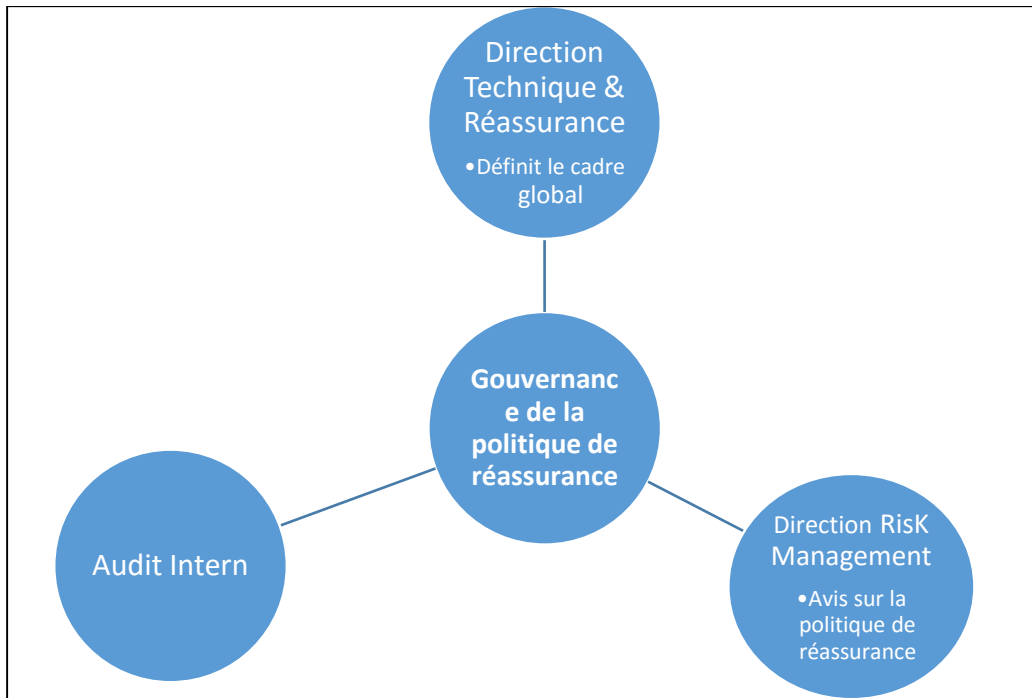 Direction
Technique &
Réassurance
•Définit le cadre
global
Gouvernanc
e de la
politique de
réassurance
Audit Intern
Direction RisK
Management
•Avis sur la
politique de
réassurance